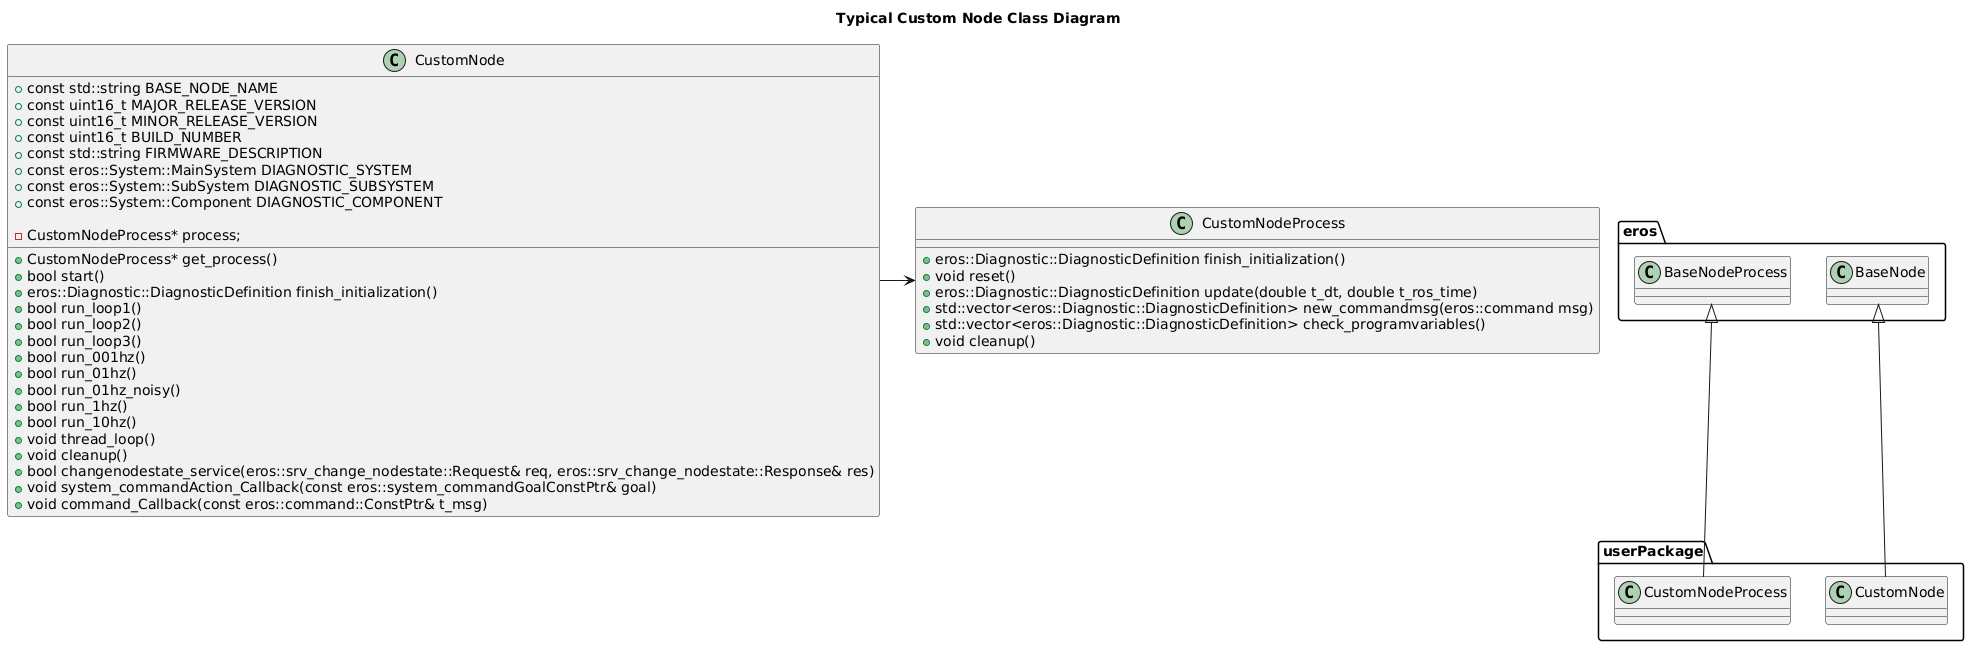 Typical Custom Node Class Diagram
C CustomNode
const std::string BASE_NODE_NAME
const uint16_t MAJOR_RELEASE_VERSION
const uint16_t MINOR_RELEASE_VERSION
const uint16_t BUILD_NUMBER
const std::string FIRMWARE_DESCRIPTION
const eros::System::MainSystem DIAGNOSTIC_SYSTEM
const eros::System::SubSystem DIAGNOSTIC_SUBSYSTEM
const eros::System::Component DIAGNOSTIC_COMPONENT
CustomNodeProcess* process;
CustomNodeProcess* get_process()
bool start()
eros::Diagnostic::DiagnosticDefinition finish_initialization()
bool run_loop1()
bool run_loop2()
bool run_loop3()
bool run_001hz()
bool run_01hz()
bool run_01hz_noisy()
bool run_1hz()
bool run_10hz()
void thread_loop()
void cleanup()
bool changenodestate_service(eros::srv_change_nodestate::Request& req, eros::srv_change_nodestate::Response& res)
void system_commandAction_Callback(const eros::system_commandGoalConstPtr& goal)
void command_Callback(const eros::command::ConstPtr& t_msg)
C CustomNodeProcess
eros::Diagnostic::DiagnosticDefinition finish_initialization()
void reset()
eros::Diagnostic::DiagnosticDefinition update(double t_dt, double t_ros_time)
std::vector<eros::Diagnostic::DiagnosticDefinition> new_commandmsg(eros::command msg)
std::vector<eros::Diagnostic::DiagnosticDefinition> check_programvariables()
void cleanup()
eros
C BaseNodeProcess
C BaseNode
userPackage
C CustomNodeProcess
C CustomNode